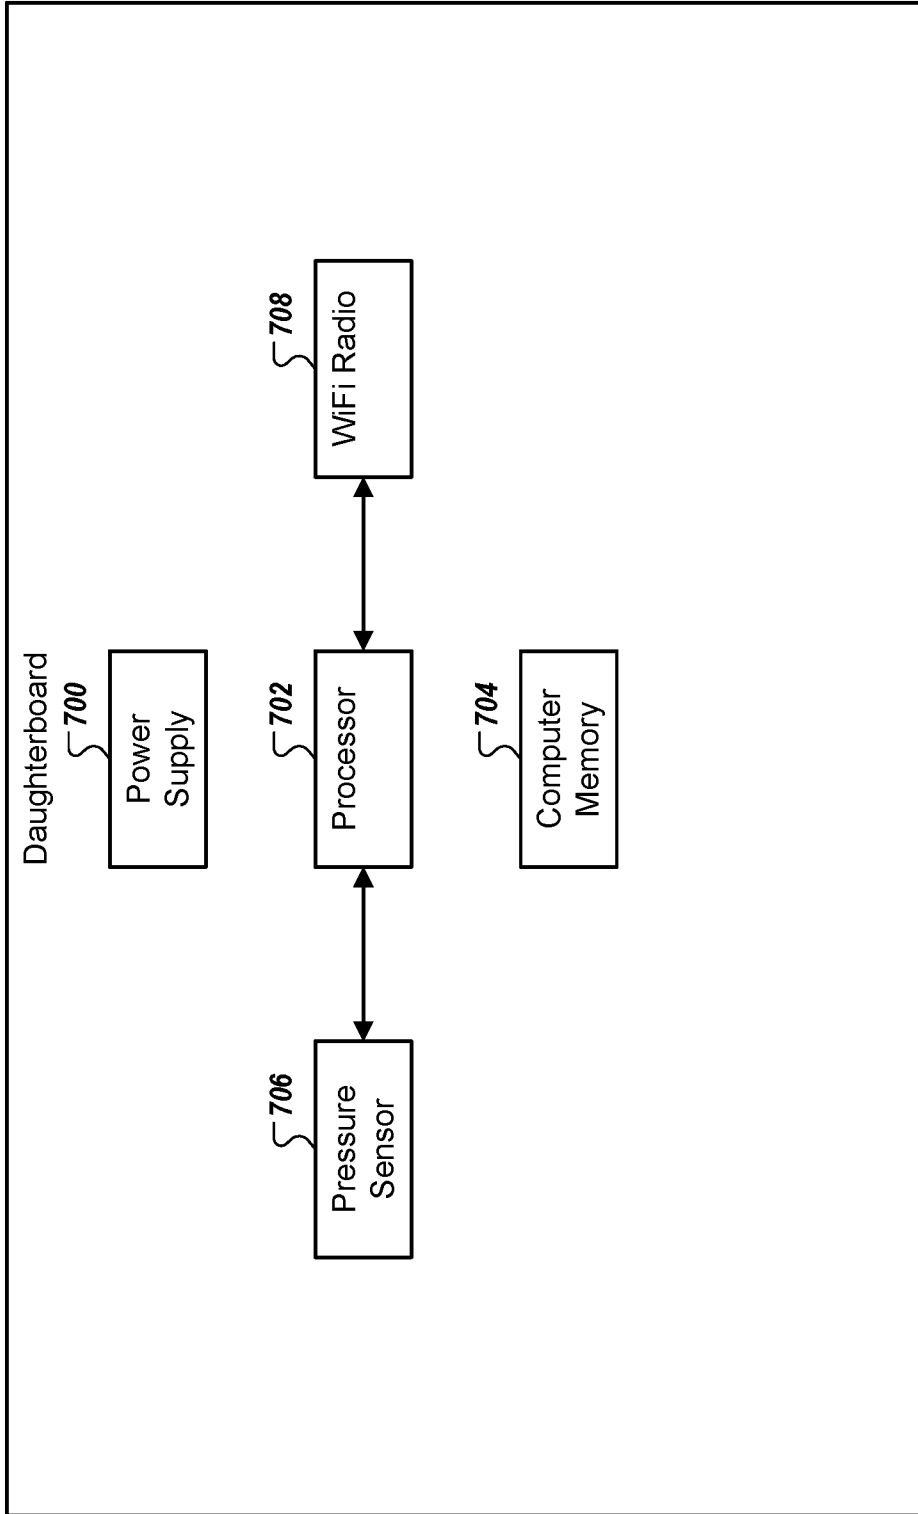 Daughterboard
700
Power
Supply
706
Pressure
Sensor
702
Processor
708
WiFi Radio
704
Computer
Memory